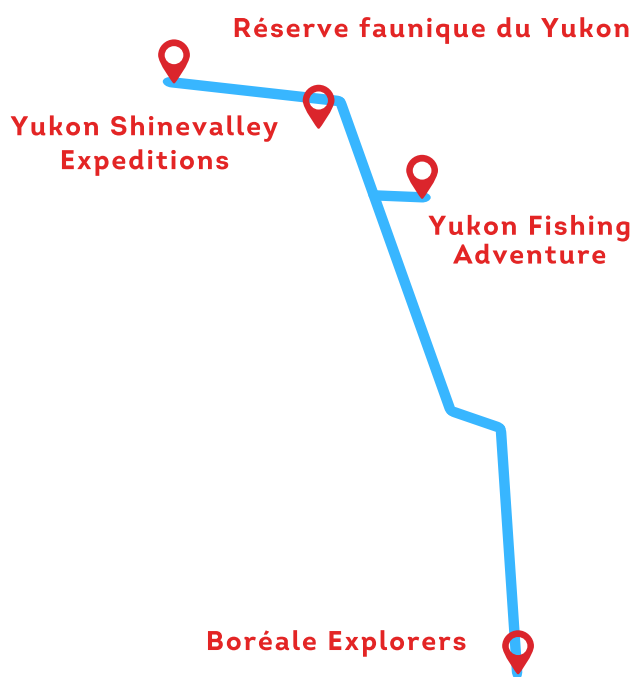 Réserve faunique du Yukon
Yukon Shinevalley
Expeditions
Yukon Fishing
Adventure
Boréale Explorers